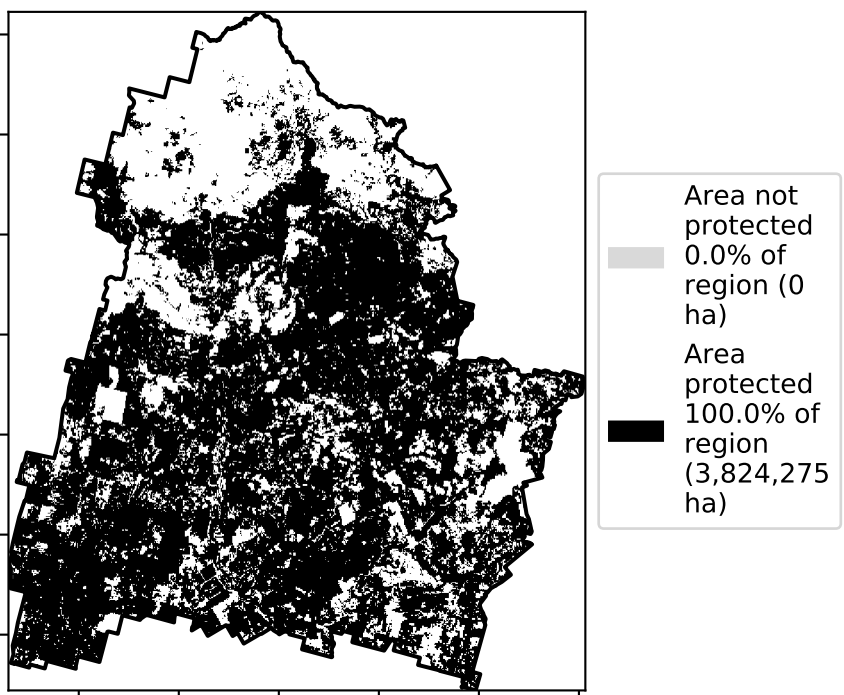 Area not
protected
0.0% of
region (0
ha)
Area
protected
100.0% of
region
(3,824,275
ha)